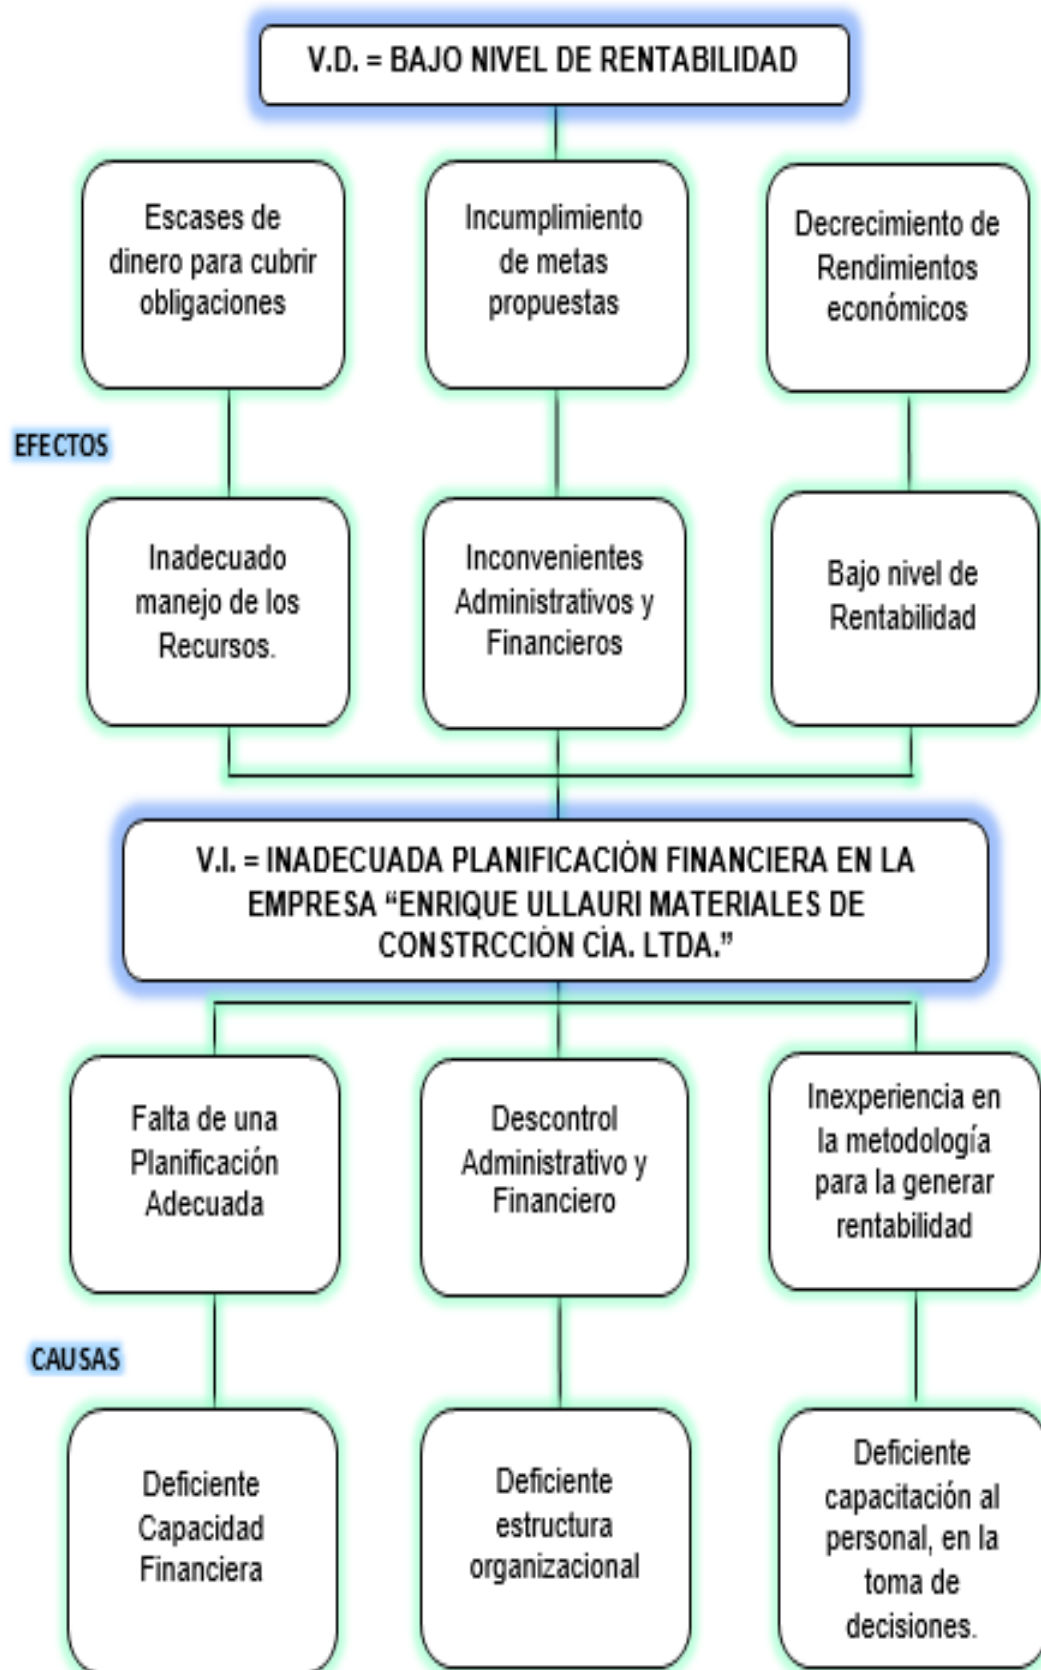 V.D. = BAJO NIVEL DE RENTABILIDAD
Escases de
dinero para cubrir
obligaciones
Incumplimiento
de metas
propuestas
Decrecimiento de
Rendimientos
económicos
EFECTOS
Inadecuado
manejo de los
Recursos.
Inconvenientes
Administrativos y
Financieros
Bajo nivel de
Rentabilidad
V.I. = INADECUADA PLANIFICACIÓN FINANCIERA EN LA
EMPRESA “ENRIQUE ULLAURI MATERIALES DE
CONSTRCCIÓN CÍA. LTDA.”
Falta de una
Planificación
Adecuada
Descontrol
Administrativo y
Financiero
Inexperiencia en
la metodología
para la generar
rentabilidad
CAUSAS
Deficiente
Capacidad
Financiera
Deficiente
estructura
organizacional
Deficiente
capacitación al
personal, en la
toma de
decisiones.